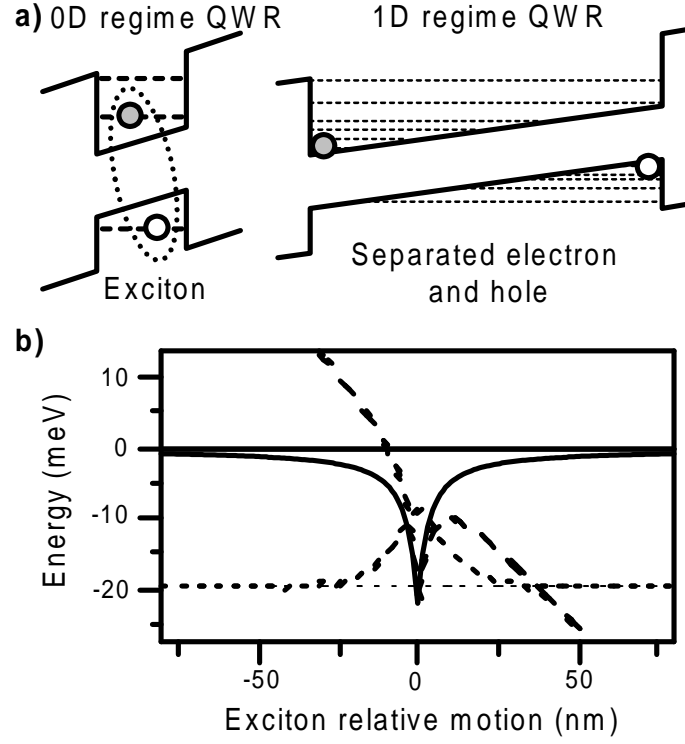 a) 0D regime QWR
1D regime QWR
Exciton
Separated electron
and hole
b)
10
0
-10
-20
Energy (meV)
-50
0
50
Exciton relative motion (nm)